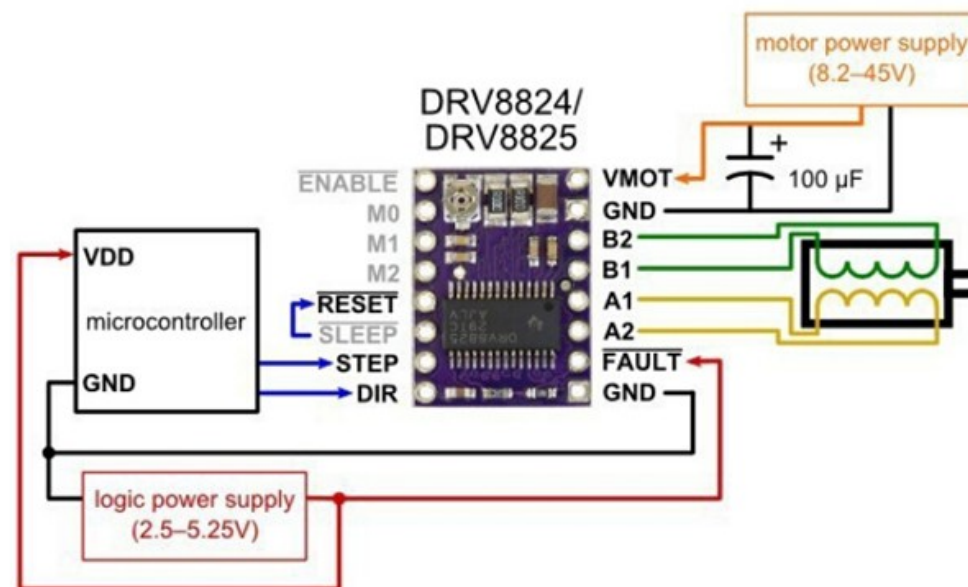 motor power supply
(8.2–45V)
DRV8824/
DRV8825
ENABLE
M0
M1
M2
RESET
SLEEP
STEP
DIR
VMOT
GND
B2
B1
A1
A2
FAULT
GND
+
100 µF
VDD
microcontroller
GND
logic power supply
(2.5–5.25V)
DRV8825